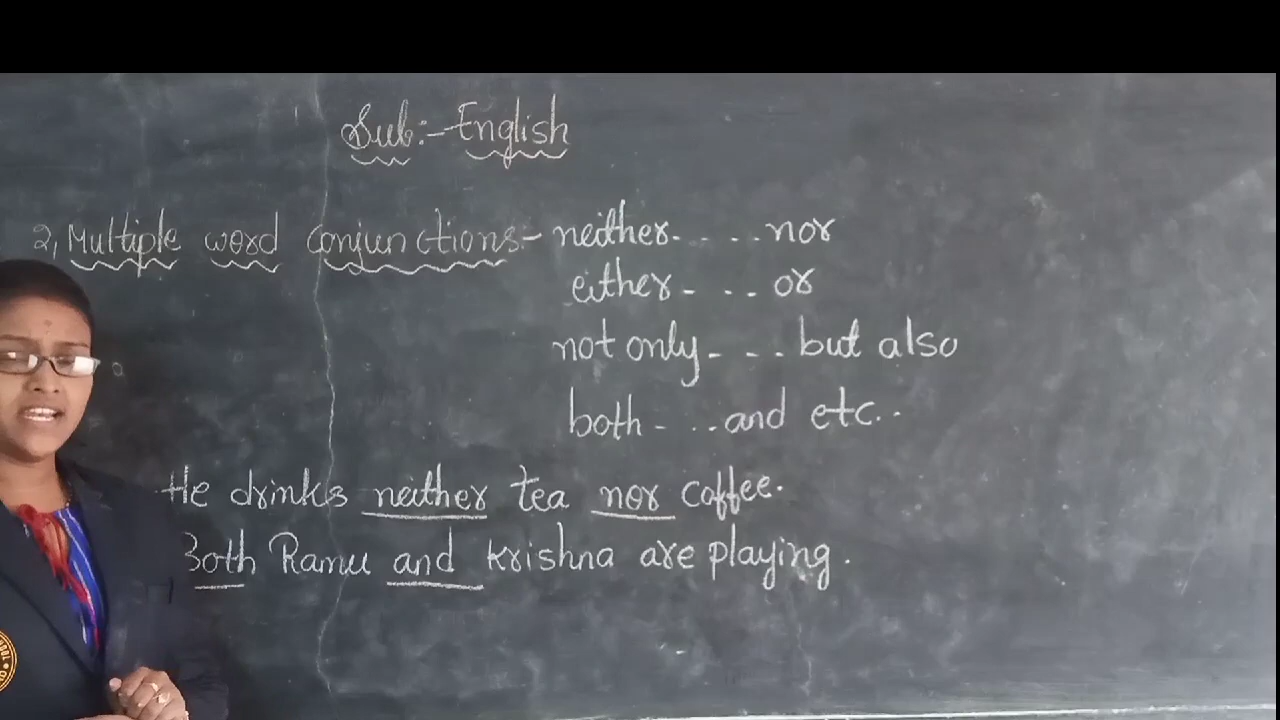 Sub:- English
2, Multiple word Conjunctions:- neither. . . . nor
either - . . . or
not only - - . . but also
both - . . and etc..
He drinks neither tea nor coffee.
Both Ramu and krishna are playing.